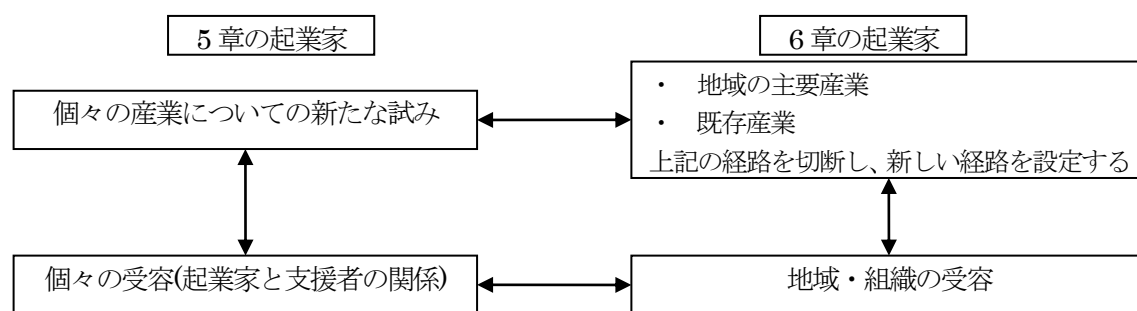 5 章の起業家
6 章の起業家
個々の産業についての新たな試み
・ 地域の主要産業
・ 既存産業
上記の経路を切断し、新しい経路を設定する
個々の受容(起業家と支援者の関係)
地域・組織の受容